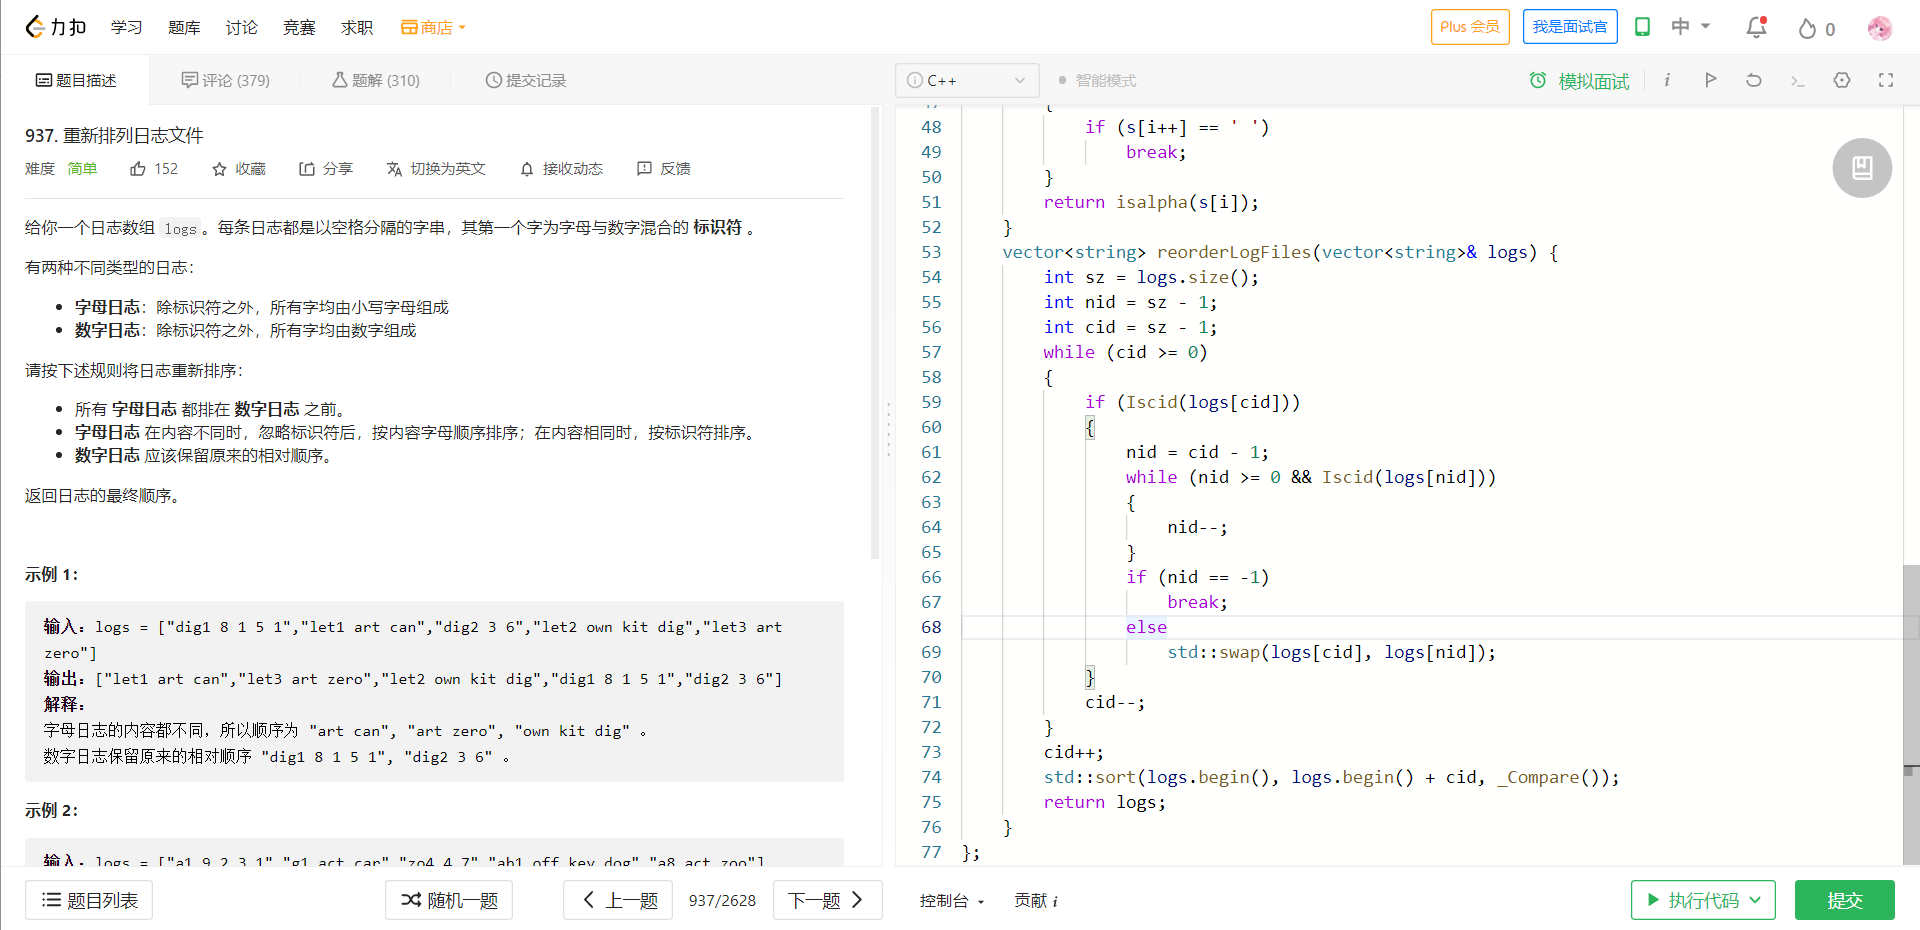 力扣 学习 题库 讨论 竞赛 求职 商店 Plus 会员 我是面试官 中 0
题目描述 评论 (379) 题解 (310) 提交记录
C++ 智能模式 模拟面试
937. 重新排列日志文件
难度 简单 152 收藏 分享 切换为英文 接收动态 反馈
给你一个日志数组 logs。每条日志都是以空格分隔的字串，其第一个字为字母与数字混合的 标识符 。
有两种不同类型的日志：
• 字母日志：除标识符之外，所有字均由小写字母组成
• 数字日志：除标识符之外，所有字均由数字组成
请按下述规则将日志重新排序：
• 所有 字母日志 都排在 数字日志 之前。
• 字母日志 在内容不同时，忽略标识符后，按内容字母顺序排序；在内容相同时，按标识符排序。
• 数字日志 应该保留原来的相对顺序。
返回日志的最终顺序。
示例 1：
输入：logs = ["dig1 8 1 5 1","let1 art can","dig2 3 6","let2 own kit dig","let3 art
zero"]
输出：["let1 art can","let3 art zero","let2 own kit dig","dig1 8 1 5 1","dig2 3 6"]
解释：
字母日志的内容都不同，所以顺序为 "art can", "art zero", "own kit dig" 。
数字日志保留原来的相对顺序 "dig1 8 1 5 1", "dig2 3 6" 。
示例 2：
输入：logs = ["a1 9 2 3 1","g1 act car","zo4 4 7","ab1 off key dog","a8 act zoo"]
47 {
48 if (s[i++] == ' ')
49 break;
50 }
51 return isalpha(s[i]);
52 }
53 vector<string> reorderLogFiles(vector<string>& logs) {
54 int sz = logs.size();
55 int nid = sz - 1;
56 int cid = sz - 1;
57 while (cid >= 0)
58 {
59 if (Iscid(logs[cid]))
60 {
61 nid = cid - 1;
62 while (nid >= 0 && Iscid(logs[nid]))
63 {
64 nid--;
65 }
66 if (nid == -1)
67 break;
68 else
69 std::swap(logs[cid], logs[nid]);
70 }
71 cid--;
72 }
73 cid++;
74 std::sort(logs.begin(), logs.begin() + cid, _Compare());
75 return logs;
76 }
77 };
题目列表 随机一题 上一题 937/2628 下一题 控制台 贡献 i 执行代码 提交